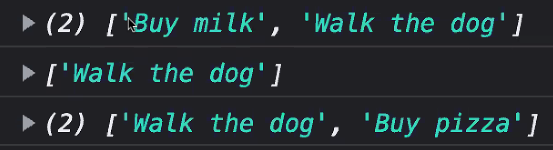 (2) ['Buy milk', 'Walk the dog']
['Walk the dog']
(2) ['Walk the dog', 'Buy pizza']